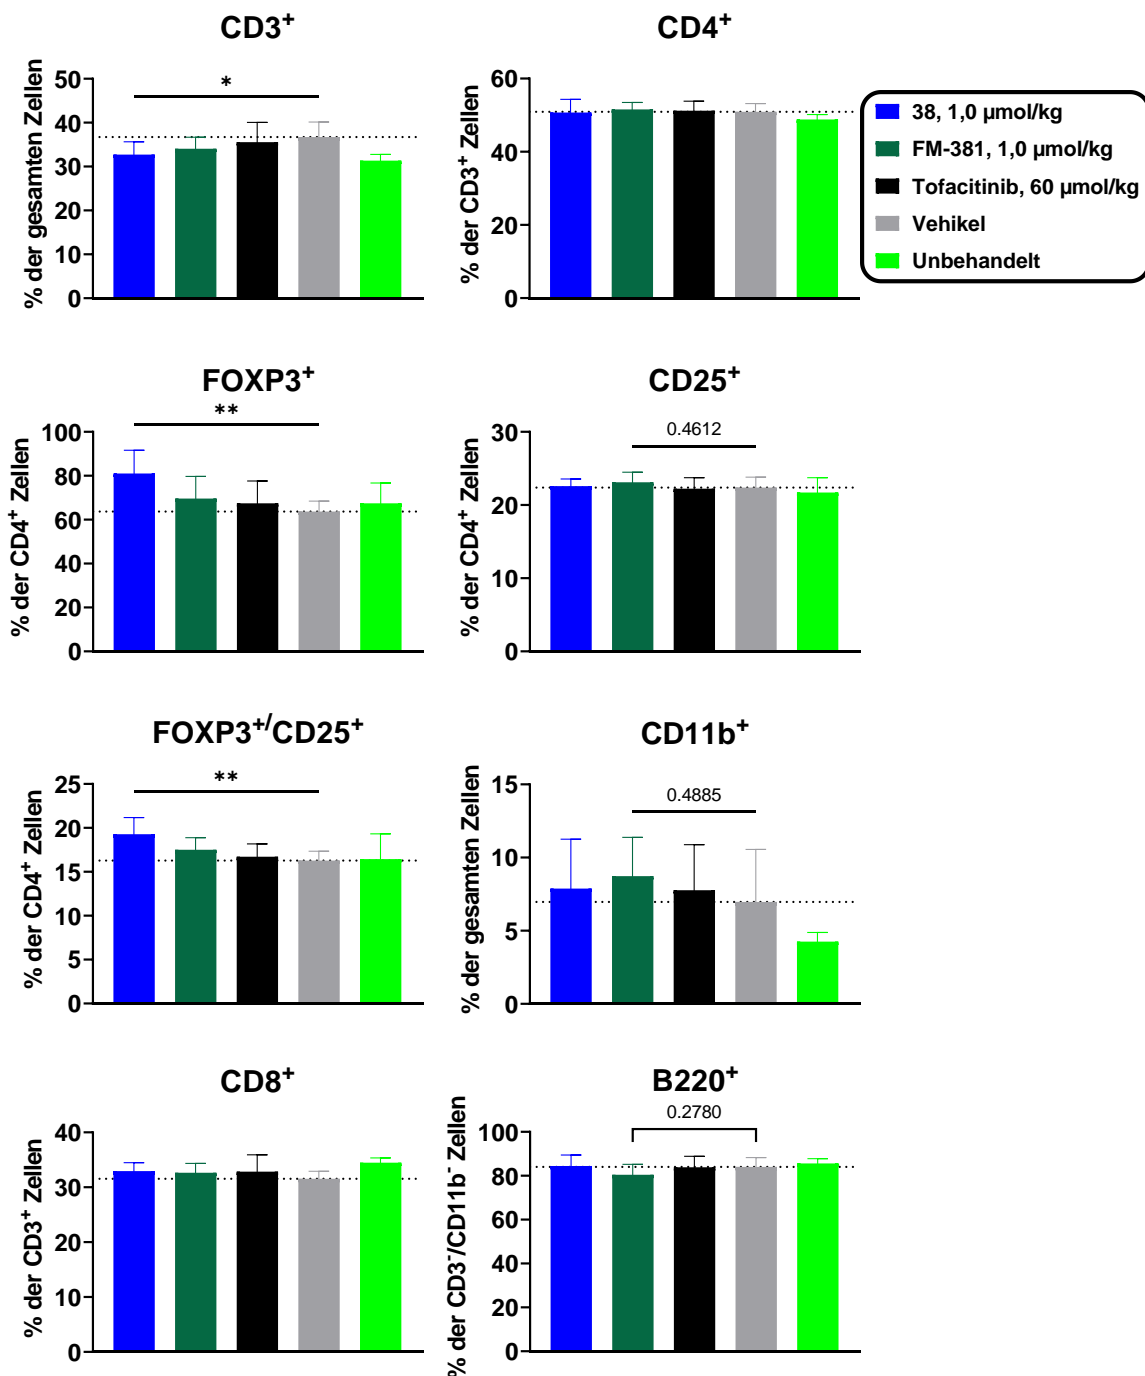 CD3⁺
% der gesamten Zellen
50
40
30
20
10
0
*
CD4⁺
% der CD3⁺ Zellen
60
40
20
0
38, 1,0 µmol/kg
FM-381, 1,0 µmol/kg
Tofacitinib, 60 µmol/kg
Vehikel
Unbehandelt
FOXP3⁺
% der CD4⁺ Zellen
100
80
60
40
20
0
**
CD25⁺
% der CD4⁺ Zellen
30
20
10
0
0.4612
FOXP3⁺/CD25⁺
% der CD4⁺ Zellen
25
20
15
10
5
0
**
CD11b⁺
% der gesamten Zellen
15
10
5
0
0.4885
CD8⁺
% der CD3⁺ Zellen
40
30
20
10
0
B220⁺
% der CD3⁻/CD11b⁻ Zellen
100
80
60
40
20
0
0.2780